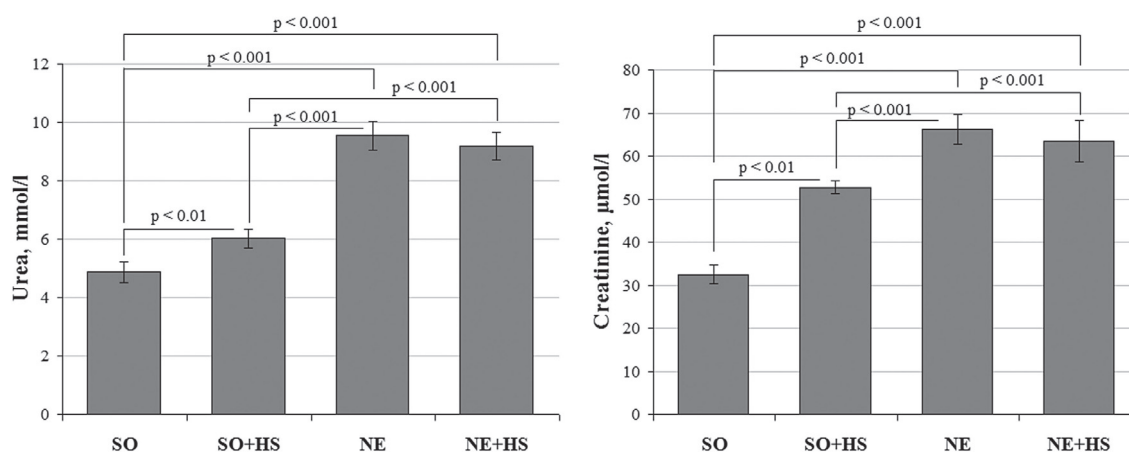 p < 0.001
p < 0.001
p < 0.001
p < 0.001
p < 0.01
Urea, mmol/l
12
10
8
6
4
2
0
SO
SO+HS
NE
NE+HS
p < 0.001
p < 0.001
p < 0.001
p < 0.001
p < 0.01
Creatinine, µmol/l
80
70
60
50
40
30
20
10
0
SO
SO+HS
NE
NE+HS